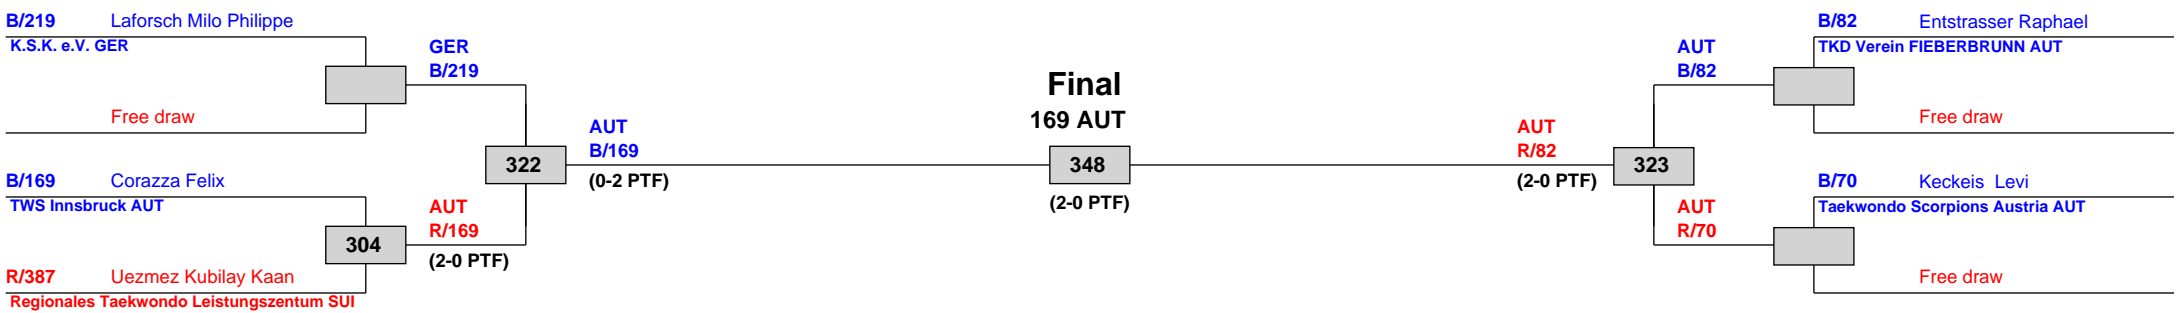 B/219 Laforsch Milo Philippe
K.S.K. e.V. GER
Free draw
B/169 Corazza Felix
TWS Innsbruck AUT
R/387 Uezmez Kubilay Kaan
Regionales Taekwondo Leistungszentum SUI
304
GER
B/219
AUT
R/169
(2-0 PTF)
322
AUT
B/169
(0-2 PTF)
Final
169 AUT
348
(2-0 PTF)
AUT
R/82
(2-0 PTF)
323
AUT
B/82
AUT
R/70
B/82 Entstrasser Raphael
TKD Verein FIEBERBRUNN AUT
Free draw
B/70 Keckeis Levi
Taekwondo Scorpions Austria AUT
Free draw